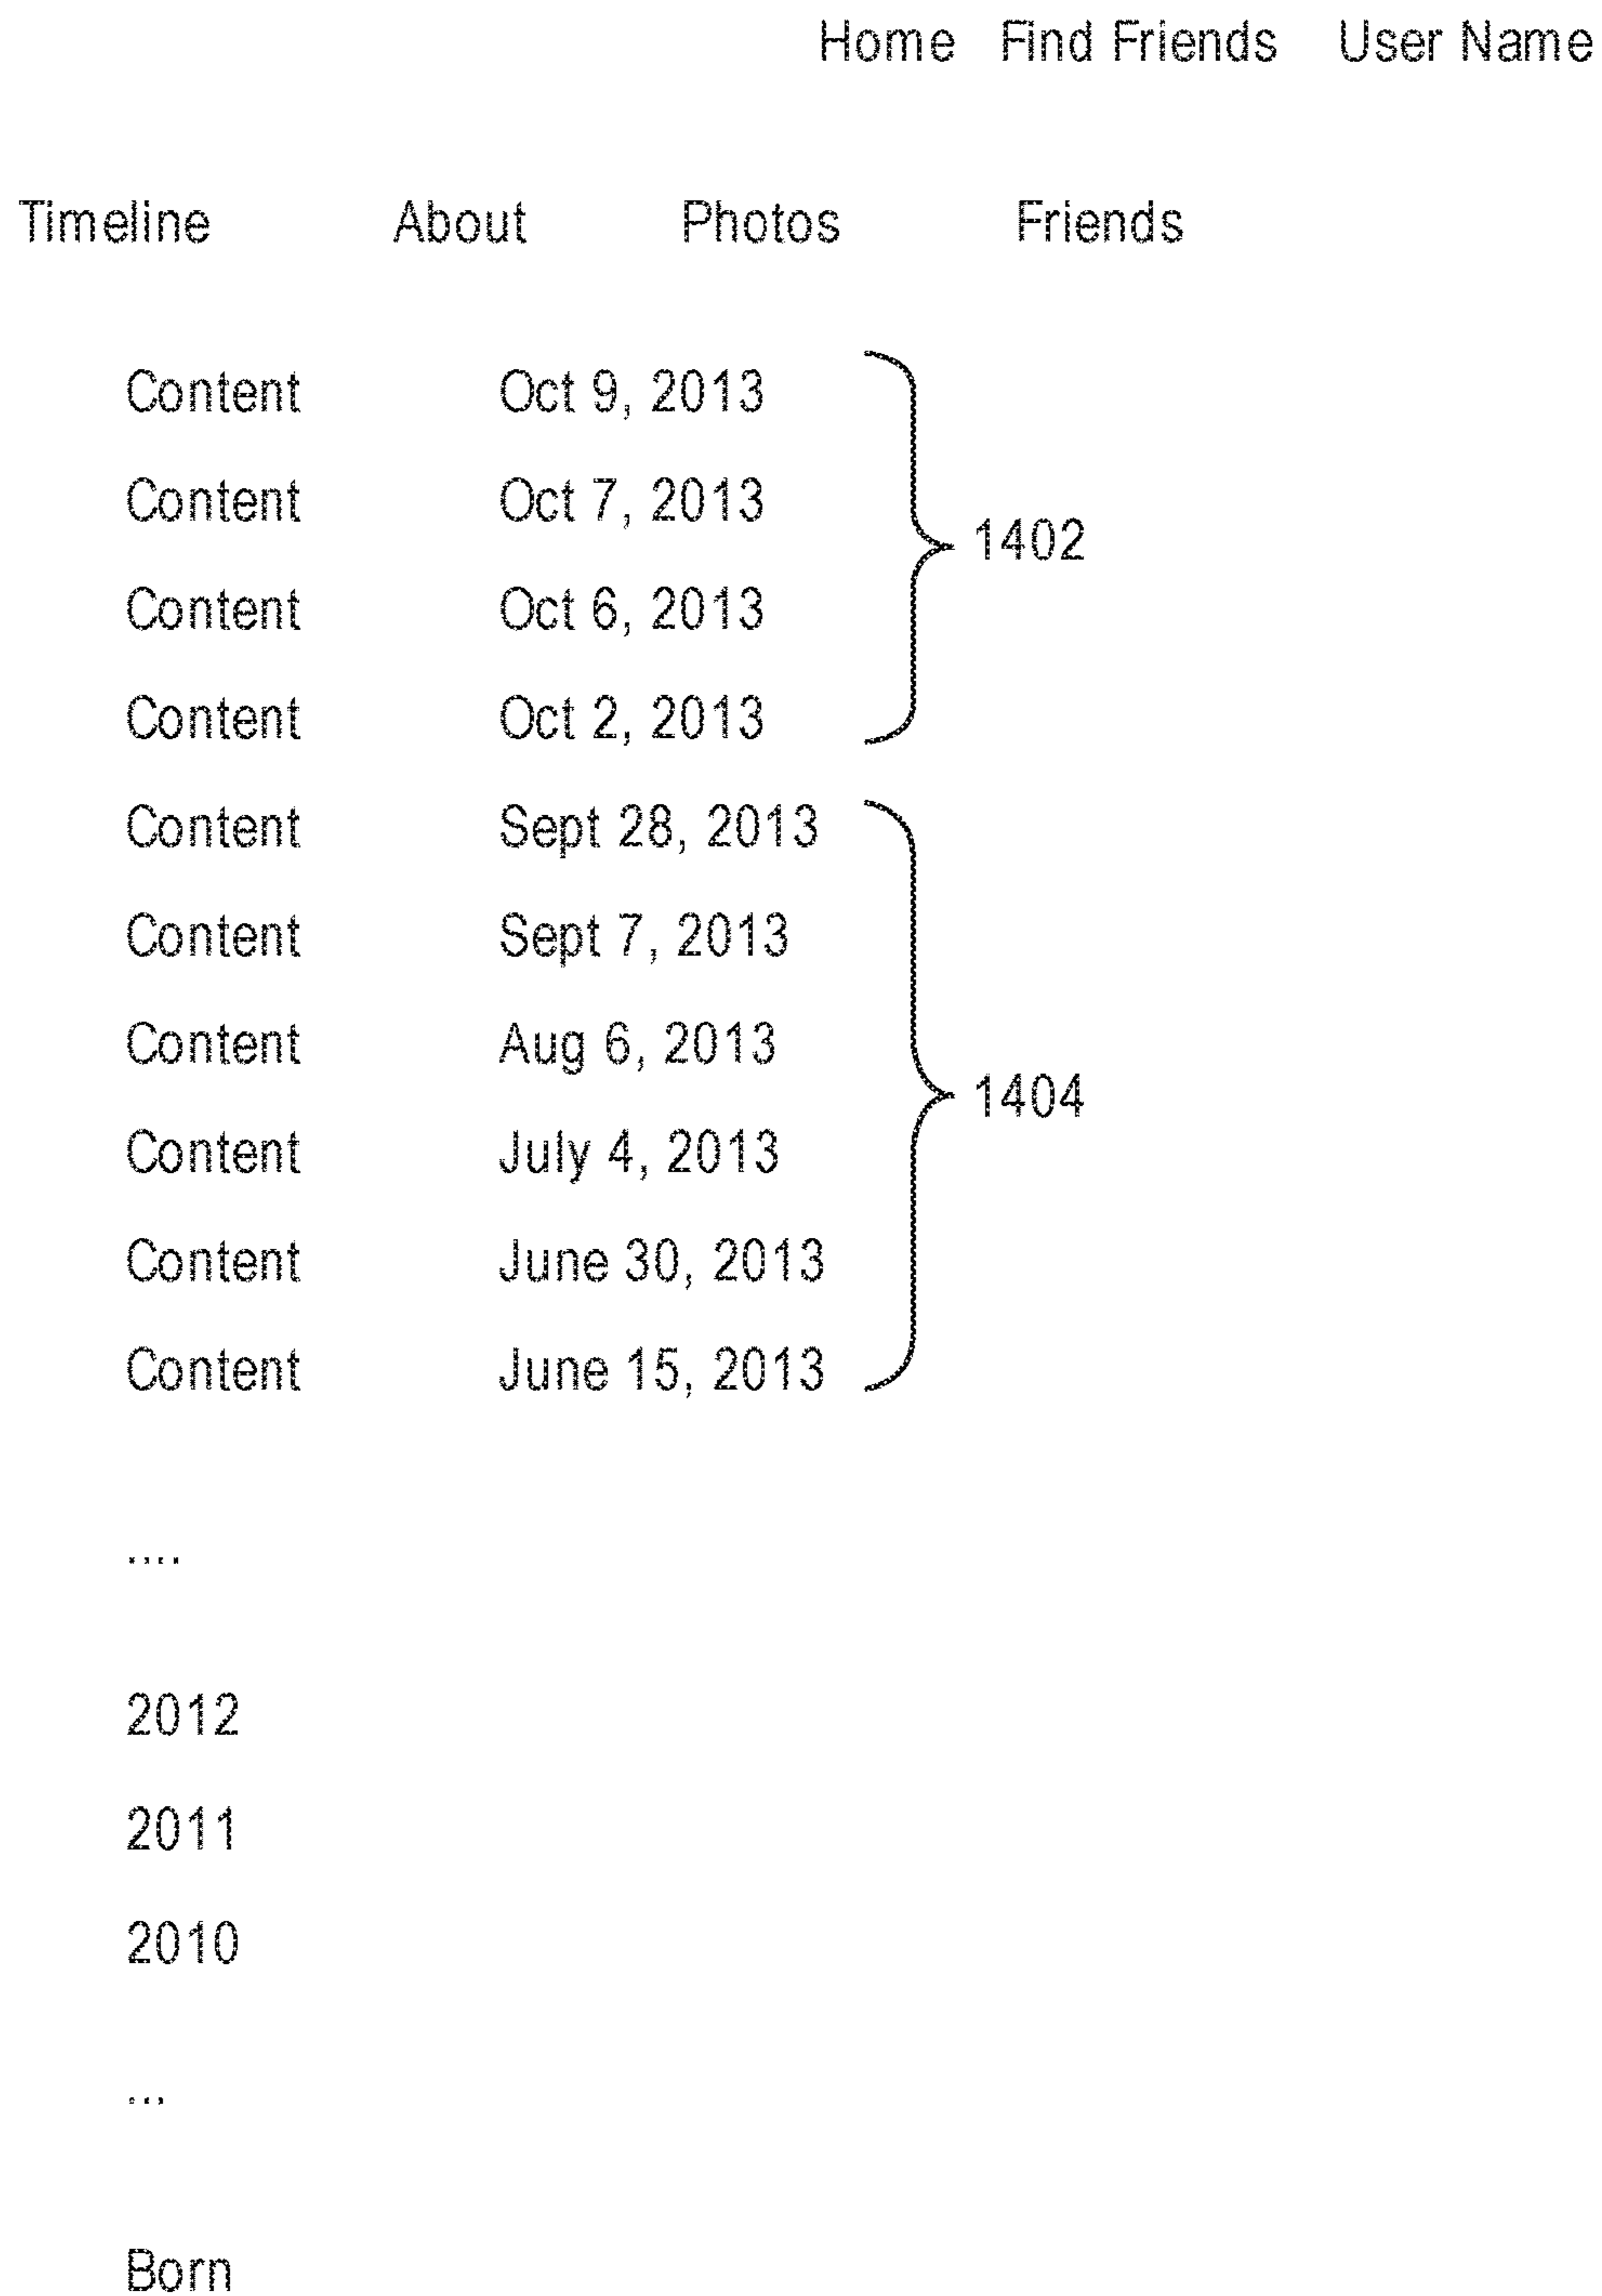 Home Find Friends User Name
Timeline About Photos Friends
Content Oct 9, 2013
Content Oct 7, 2013
1402
Content Oct 6, 2013
Content Oct 2, 2013
Content Sept 28, 2013
Content Sept 7, 2013
Content Aug 6, 2013
1404
Content July 4, 2013
Content June 30, 2013
Content June 15, 2013
....
2012
2011
2010
...
Born